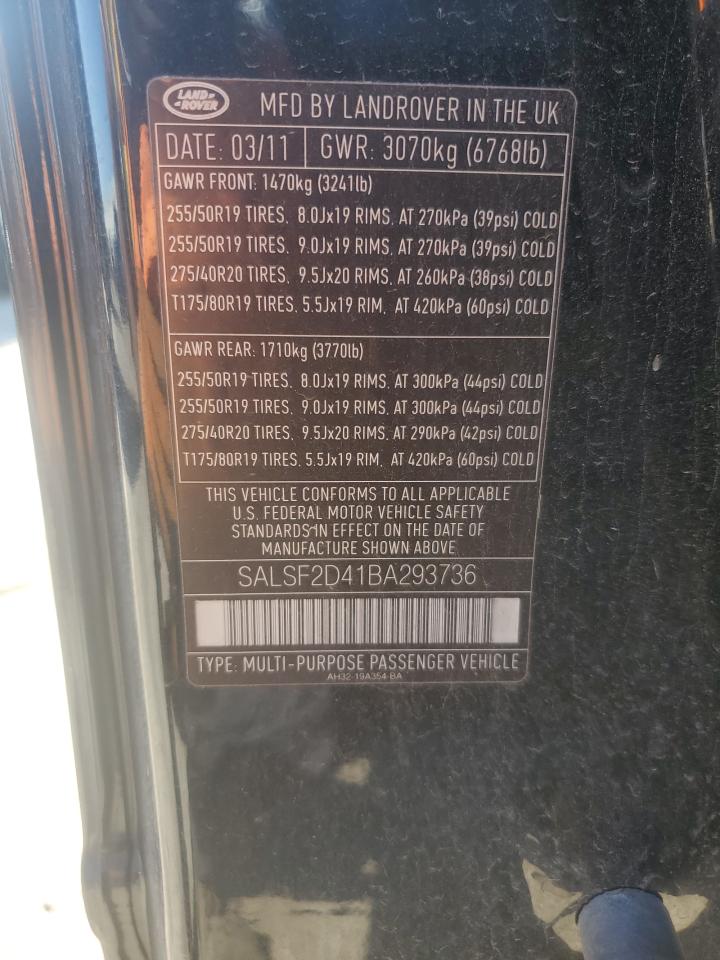 LAND-
-ROVER
MFD BY LANDROVER IN THE UK
DATE: 03/11 GWR: 3070kg (6768lb)
GAWR FRONT: 1470kg (3241lb)
255/50R19 TIRES, 8.0Jx19 RIMS, AT 270kPa (39psi) COLD
255/50R19 TIRES, 9.0Jx19 RIMS, AT 270kPa (39psi) COLD
275/40R20 TIRES, 9.5Jx20 RIMS, AT 260kPa (38psi) COLD
T175/80R19 TIRES, 5.5Jx19 RIM, AT 420kPa (60psi) COLD
GAWR REAR: 1710kg (3770lb)
255/50R19 TIRES, 8.0Jx19 RIMS, AT 300kPa (44psi) COLD
255/50R19 TIRES, 9.0Jx19 RIMS, AT 300kPa (44psi) COLD
275/40R20 TIRES, 9.5Jx20 RIMS, AT 290kPa (42psi) COLD
T175/80R19 TIRES, 5.5Jx19 RIM, AT 420kPa (60psi) COLD
THIS VEHICLE CONFORMS TO ALL APPLICABLE
U.S. FEDERAL MOTOR VEHICLE SAFETY
STANDARDS IN EFFECT ON THE DATE OF
MANUFACTURE SHOWN ABOVE
SALSF2D41BA293736
TYPE: MULTI-PURPOSE PASSENGER VEHICLE
AH32-19A354-BA